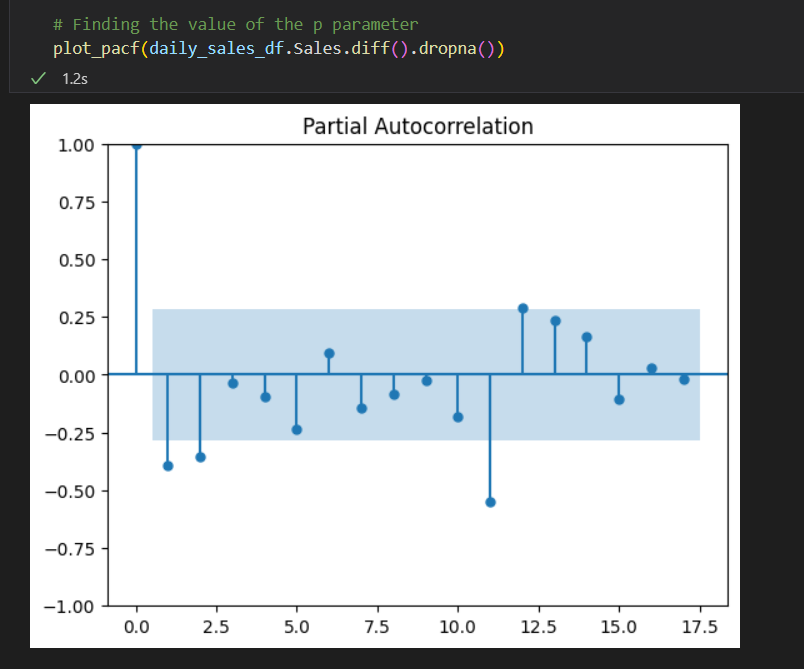 # Finding the value of the p parameter
plot_pacf(daily_sales_df.Sales.diff().dropna())
1.2s
Partial Autocorrelation
1.00
0.75
0.50
0.25
0.00
−0.25
−0.50
−0.75
−1.00
0.0 2.5 5.0 7.5 10.0 12.5 15.0 17.5